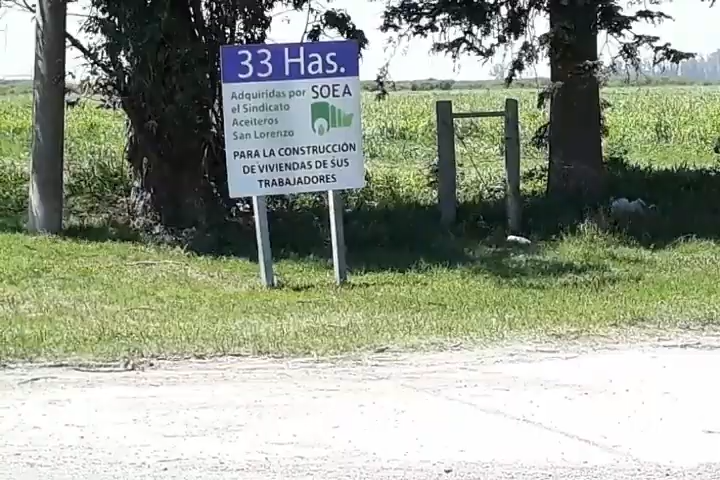 33 Has.
Adquiridas por
el Sindicato
Aceiteros
San Lorenzo
SOEA
PARA LA CONSTRUCCIÓN
DE VIVIENDAS DE SUS
TRABAJADORES